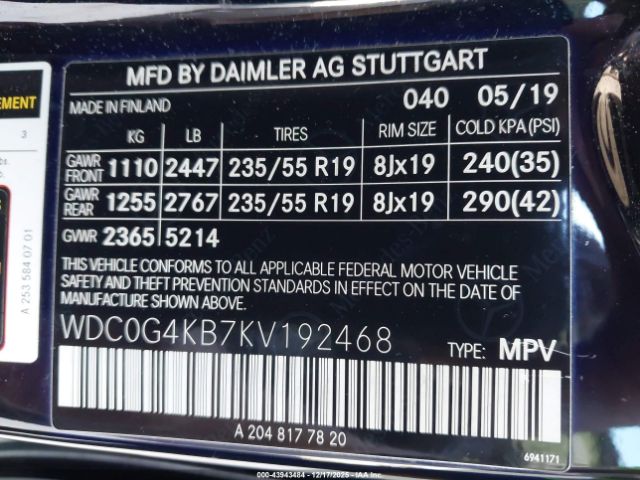 MFD BY DAIMLER AG STUTTGART
MADE IN FINLAND 040 05/19
KG LB TIRES RIM SIZE COLD KPA(PSI)
GAWR FRONT 1110 2447 235/55 R19 8Jx19 240(35)
GAWR REAR 1255 2767 235/55 R19 8Jx19 290(42)
GVWR 2365 5214
THIS VEHICLE CONFORMS TO ALL APPLICABLE FEDERAL MOTOR VEHICLE
SAFETY AND THEFT PREVENTION STANDARDS IN EFFECT ON THE DATE OF
MANUFACTURE SHOWN ABOVE.
WDC0G4KB7KV192468 TYPE: MPV
A 204 817 78 20
6941171
EMENT
3
bs.
A 253 584 07 01
Mercedes-Benz
000-43943484 - 12/17/2025 - IAA Inc.